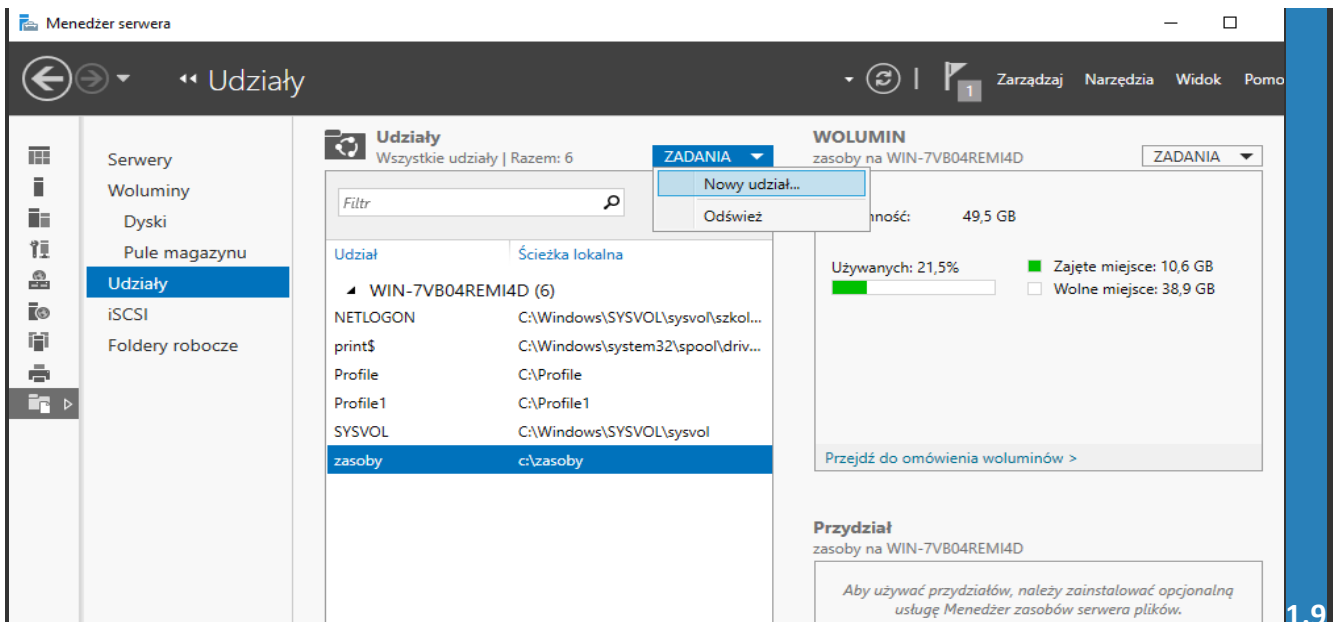 Menedżer serwera
Udziały
1
Zarządzaj Narzędzia Widok Pomo
Serwery
Woluminy
Dyski
Pule magazynu
Udziały
iSCSI
Foldery robocze
Udziały
Wszystkie udziały | Razem: 6
ZADANIA
Nowy udział...
Odśwież
Filtr
Udział Ścieżka lokalna
WIN-7VB04REMI4D (6)
NETLOGON C:\Windows\SYSVOL\sysvol\szkol...
print$ C:\Windows\system32\spool\driv...
Profile C:\Profile
Profile1 C:\Profile1
SYSVOL C:\Windows\SYSVOL\sysvol
zasoby c:\zasoby
WOLUMIN
zasoby na WIN-7VB04REMI4D
ZADANIA
nność: 49,5 GB
Używanych: 21,5%
Zajęte miejsce: 10,6 GB
Wolne miejsce: 38,9 GB
Przejdź do omówienia woluminów >
Przydział
zasoby na WIN-7VB04REMI4D
Aby używać przydziałów, należy zainstalować opcjonalną
usługę Menedżer zasobów serwera plików.
1.9